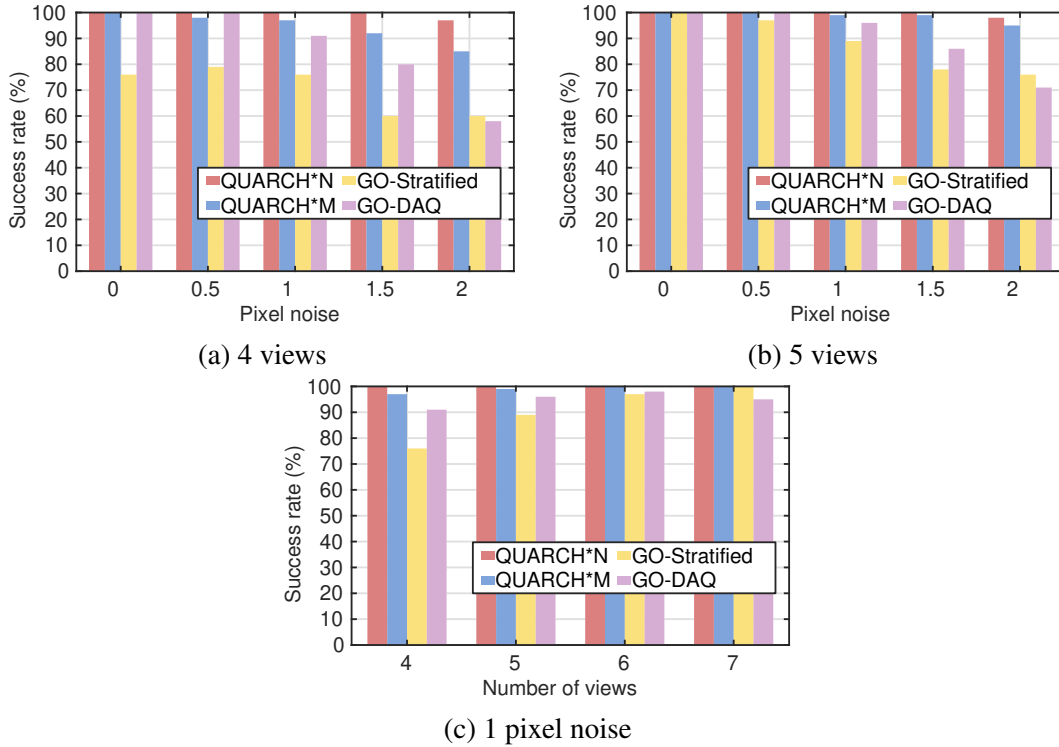 100
90
80
70
60
50
40
30
20
10
0
Success rate (%)
QUARCH*N GO-Stratified
QUARCH*M GO-DAQ
0 0.5 1 1.5 2
Pixel noise
(a) 4 views
100
90
80
70
60
50
40
30
20
10
0
Success rate (%)
QUARCH*N GO-Stratified
QUARCH*M GO-DAQ
0 0.5 1 1.5 2
Pixel noise
(b) 5 views
100
90
80
70
60
50
40
30
20
10
0
Success rate (%)
QUARCH*N GO-Stratified
QUARCH*M GO-DAQ
4 5 6 7
Number of views
(c) 1 pixel noise